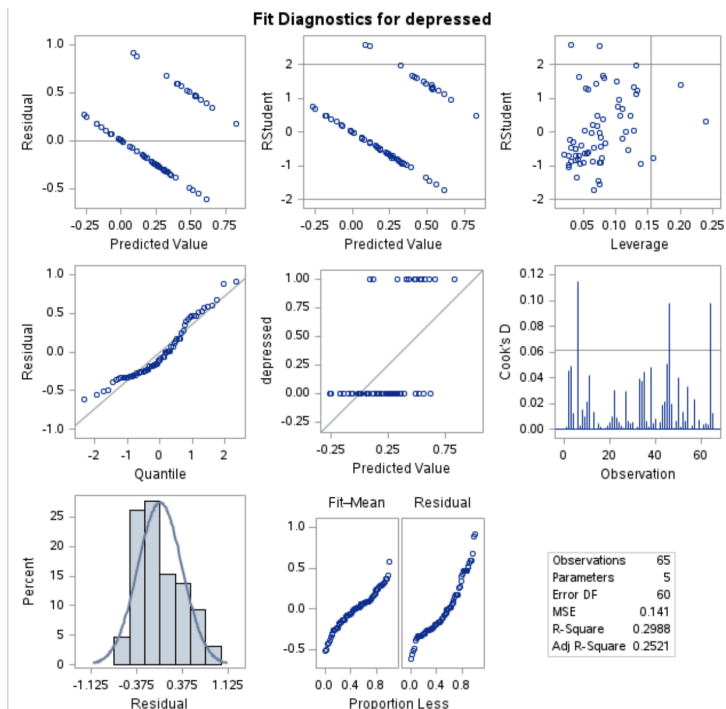 Fit Diagnostics for depressed
1.0
0.5
0.0
-0.5
Residual
-0.25 0.00 0.25 0.50 0.75
Predicted Value
2
1
0
-1
-2
RStudent
-0.25 0.00 0.25 0.50 0.75
Predicted Value
2
1
0
-1
-2
RStudent
0.05 0.10 0.15 0.20 0.25
Leverage
1.0
0.5
0.0
-0.5
-1.0
Residual
-2 -1 0 1 2
Quantile
1.00
0.75
0.50
0.25
0.00
-0.25
depressed
-0.25 0.25 0.75
Predicted Value
0.12
0.10
0.08
0.06
0.04
0.02
0.00
Cook's D
0 20 40 60
Observation
25
20
15
10
5
0
Percent
-1.125 -0.375 0.375 1.125
Residual
Fit–Mean Residual
1.0
0.5
0.0
-0.5
0.0 0.4 0.8 0.0 0.4 0.8
Proportion Less
Observations 65
Parameters 5
Error DF 60
MSE 0.141
R-Square 0.2988
Adj R-Square 0.2521